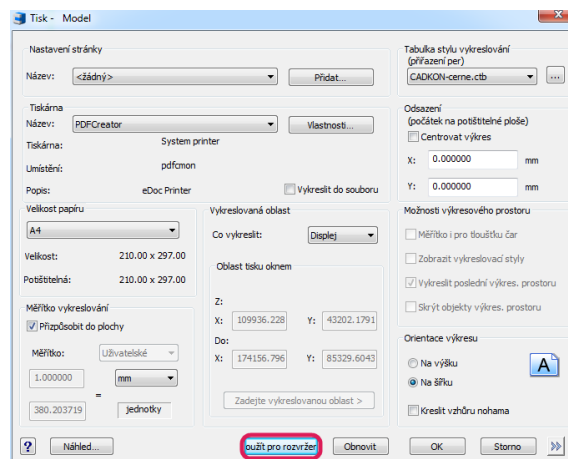 Tisk - Model
Nastavení stránky
Název: <žádný> Přidat...
Tiskárna
Název: PDFCreator Vlastnosti...
Tiskárna: System printer
Umístění: pdfcmon
Popis: eDoc Printer Vykreslit do souboru
Velikost papíru
A4
Velikost: 210.00 x 297.00
Potištitelná: 210.00 x 297.00
Měřítko vykreslování
Přizpůsobit do plochy
Měřítko: Uživatelské
1.000000 mm
=
380.203719 jednotky
Vykreslovaná oblast
Co vykreslit: Displej
Oblast tisku oknem
Z:
X: 109936.228 Y: 43202.1791
Do:
X: 174156.796 Y: 85329.6043
Zadejte vykreslovanou oblast >
Tabulka stylu vykreslování
(přiřazení per)
CADKON-cerne.ctb ...
Odsazení
(počátek na potištitelné ploše)
Centrovat výkres
X: 0.000000 mm
Y: 0.000000 mm
Možnosti výkresového prostoru
Měřítko i pro tloušťku čar
Zobrazit vykreslovací styly
Vykreslit poslední výkres. prostoru
Skrýt objekty výkres. prostoru
Orientace výkresu
Na výšku
Na šířku
A
Kreslit vzhůru nohama
? Náhled... oužít pro rozvržer Obnovit OK Storno >>